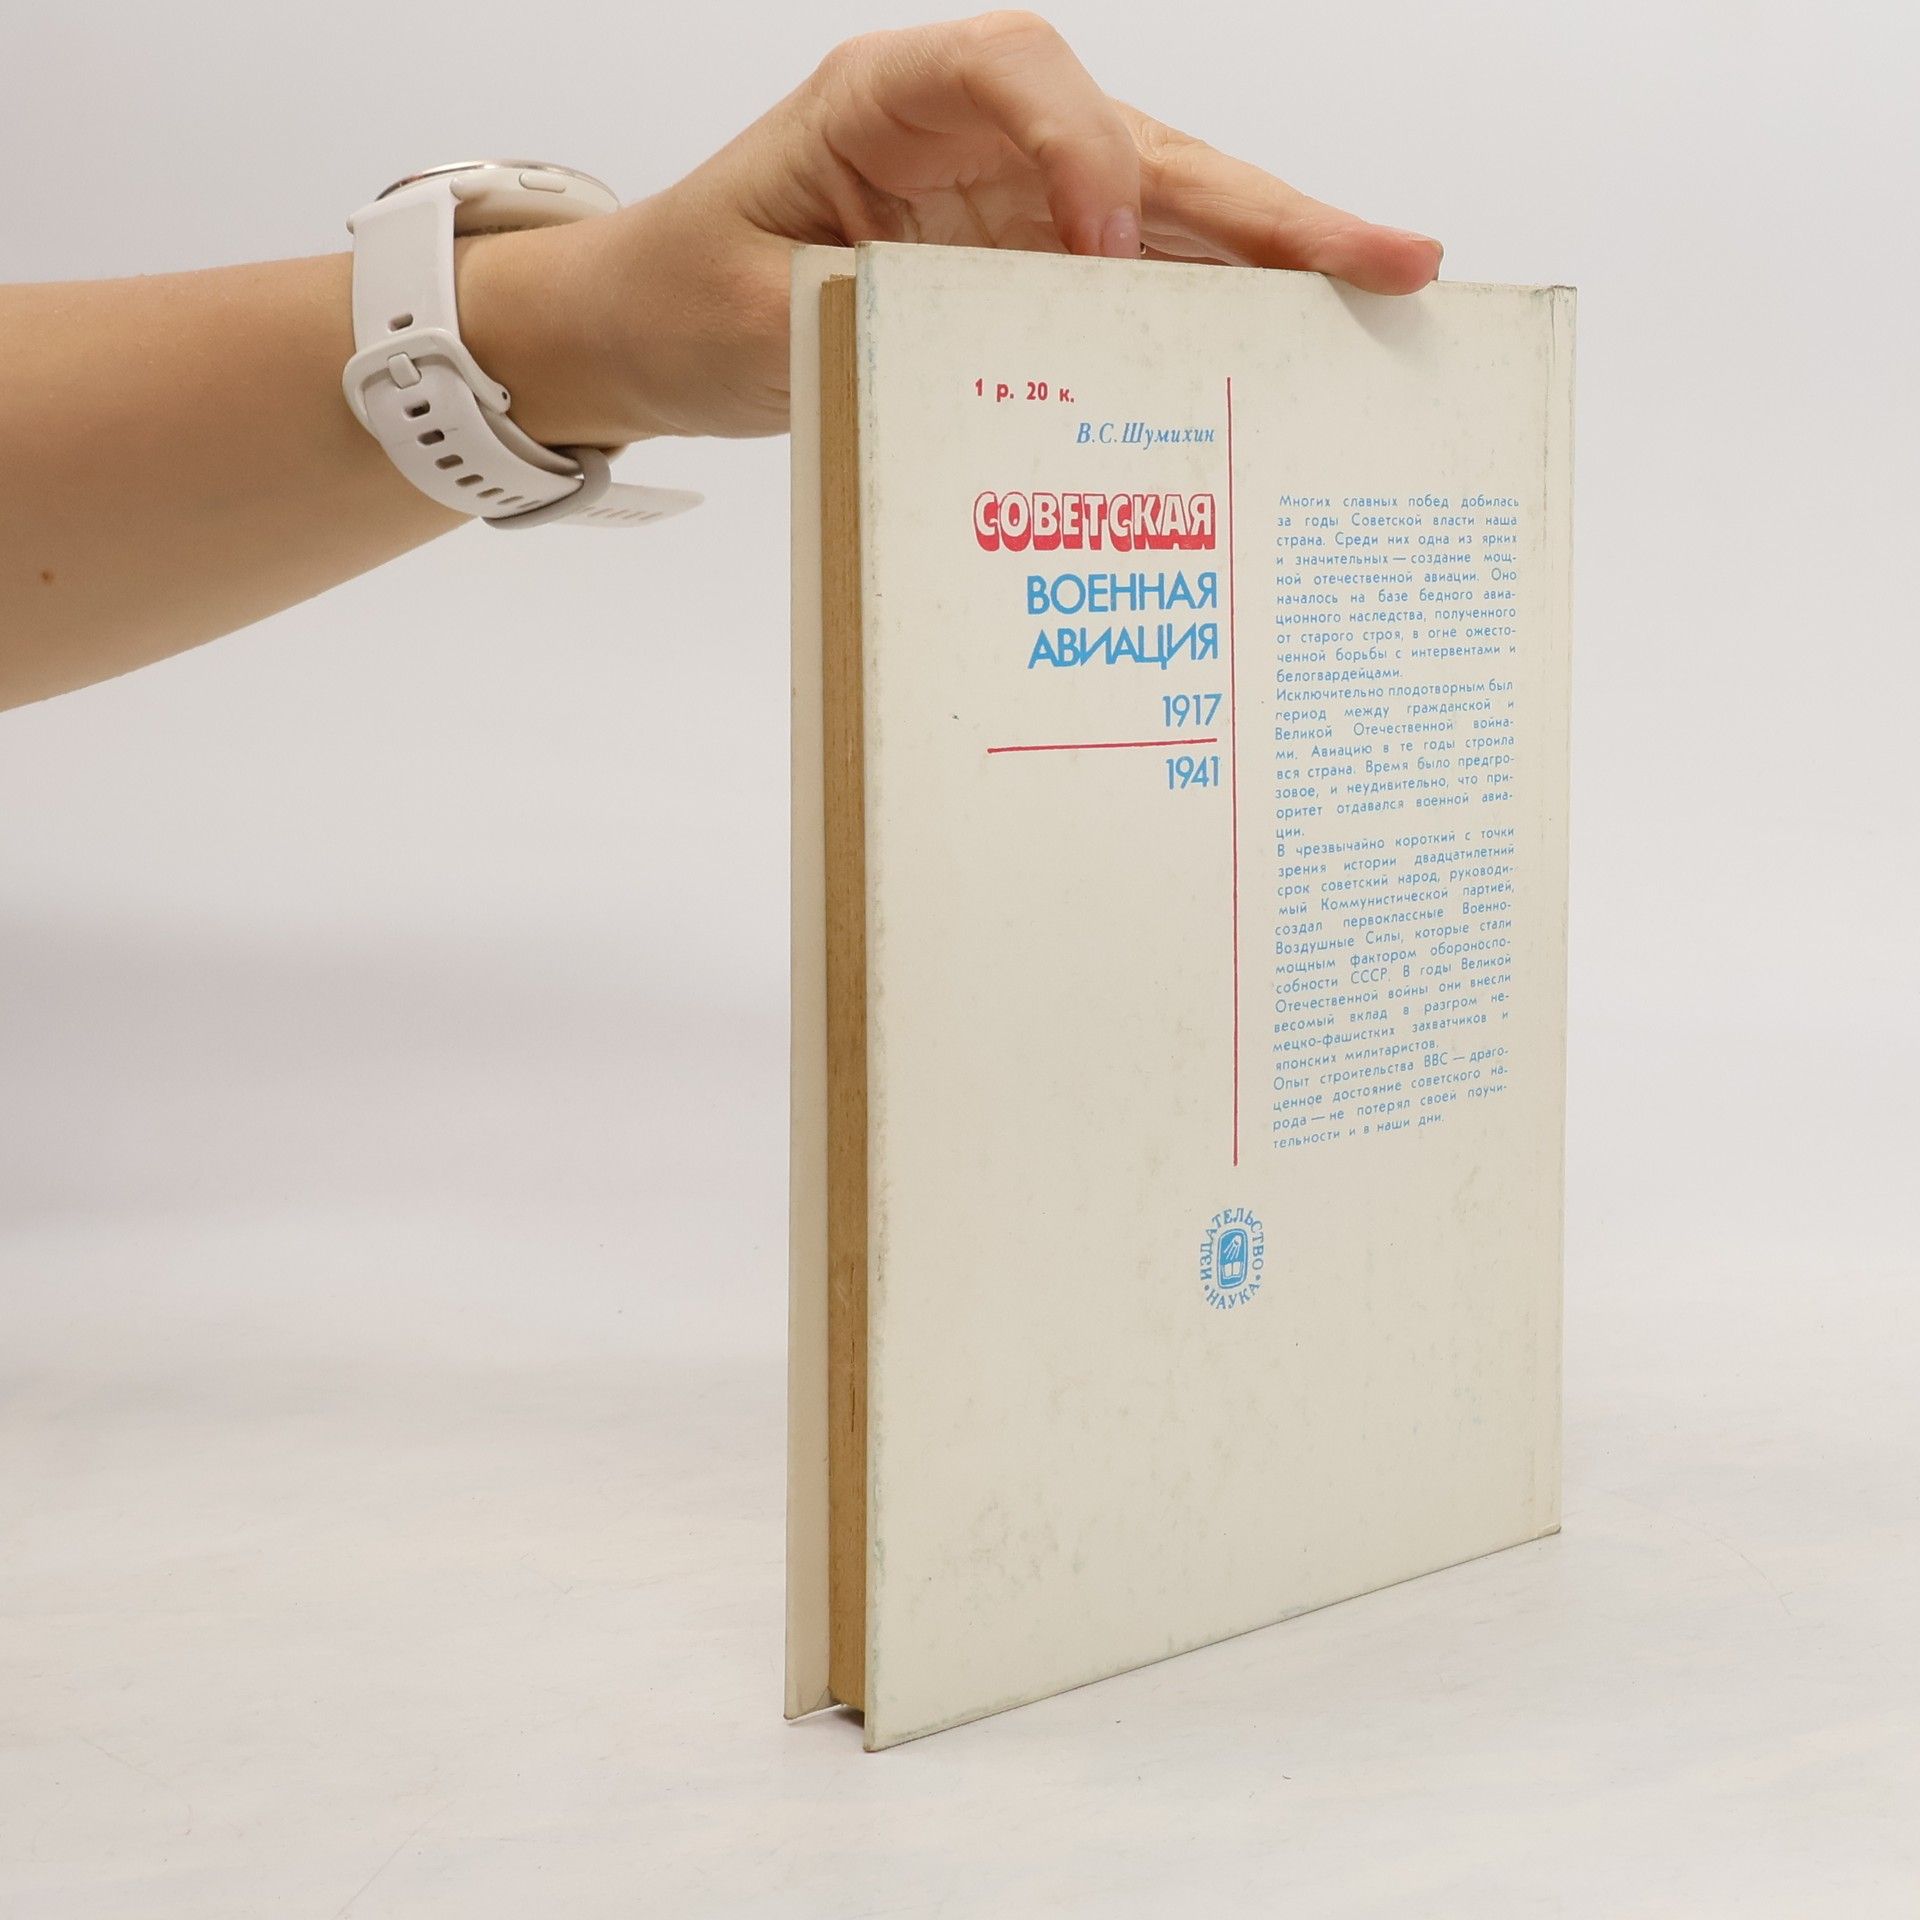 1 р. 20 к.
В.С.Шумихин
СОВЕТСКАЯ
ВОЕННАЯ
АВИАЦИЯ
1917
1941
Многих славных побед добилась
за годы Советской власти наша
страна. Среди них одна из ярких
и значительных — создание мощ-
ной отечественной авиации. Оно
началось на базе бедного авиа-
ционного наследства, полученного
от старого строя, в огне ожесто-
ченной борьбы с интервентами и
белогвардейцами.
Исключительно плодотворным был
период между гражданской и
Великой Отечественной война-
ми. Авиацию в те годы строила
вся страна. Время было предгро-
зовое, и неудивительно, что при-
оритет отдавался военной авиа-
ции.
В чрезвычайно короткий с точки
зрения истории двадцатилетний
срок советский народ, руководи-
мый Коммунистической партией,
создал первоклассные Военно-
Воздушные Силы, которые стали
мощным фактором обороноспо-
собности СССР. В годы Великой
Отечественной войны они внесли
весомый вклад в разгром не-
мецко-фашистких захватчиков и
японских милитаристов.
Опыт строительства ВВС — драго-
ценное достояние советского на-
рода — не потерял своей поучи-
тельности и в наши дни.
ИЗДАТЕЛЬСТВО
• НАУКА •